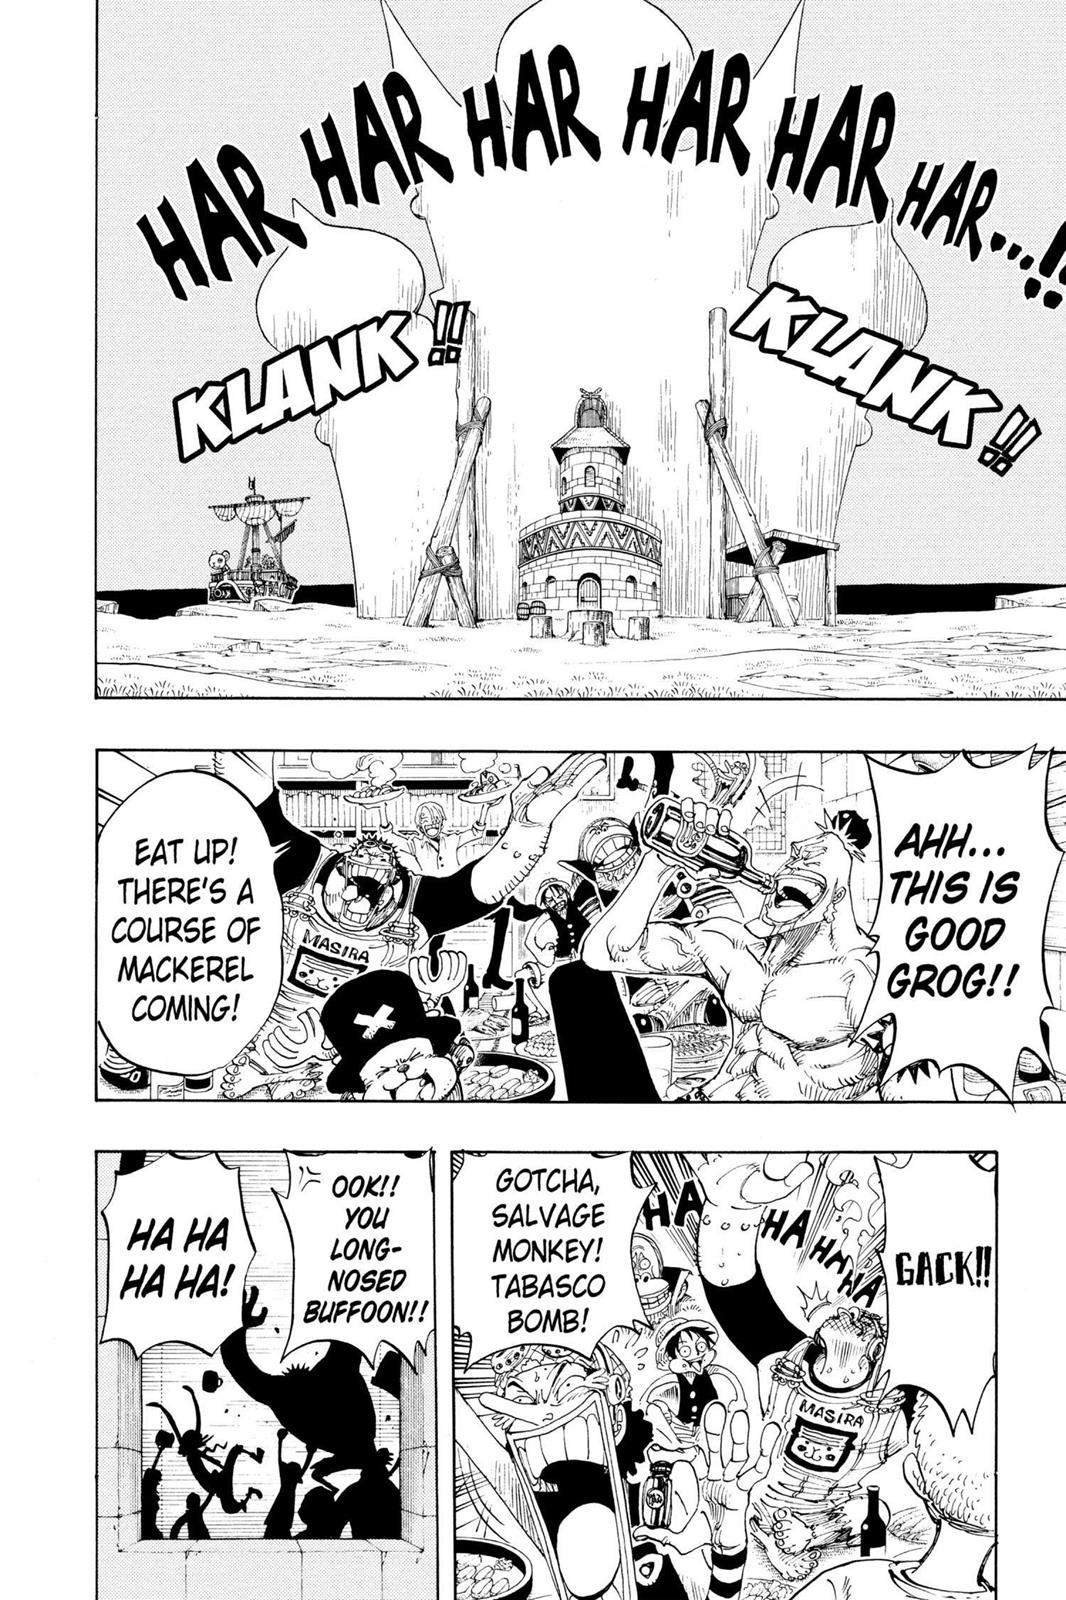 HAR HAR HAR HAR HAR HAR...!!
KLANK!!
KLANK!!
AHH...
THIS IS
GOOD
GROG!!
EAT UP!
THERE'S A
COURSE OF
MACKEREL
COMING!
MASIRA
GACK!!
HA HA HA HA
GOTCHA,
SALVAGE
MONKEY!
TABASCO
BOMB!
MASIRA
OOK!!
YOU
LONG-
NOSED
BUFFOON!!
HA HA
HA HA!